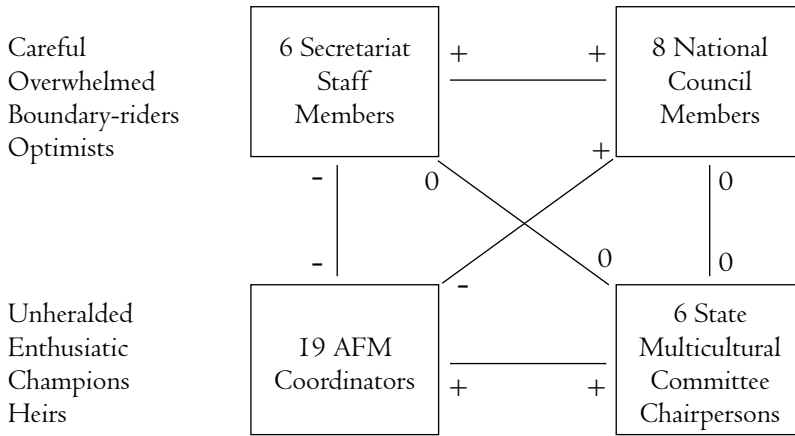 Careful
Overwhelmed
Boundary-riders
Optimists
6 Secretariat
Staff
Members
+ +
8 National
Council
Members
+
- 0 0
- 0 0
-
Unheralded
Enthusiatic
Champions
Heirs
19 AFM
Coordinators
+ +
6 State
Multicultural
Committee
Chairpersons